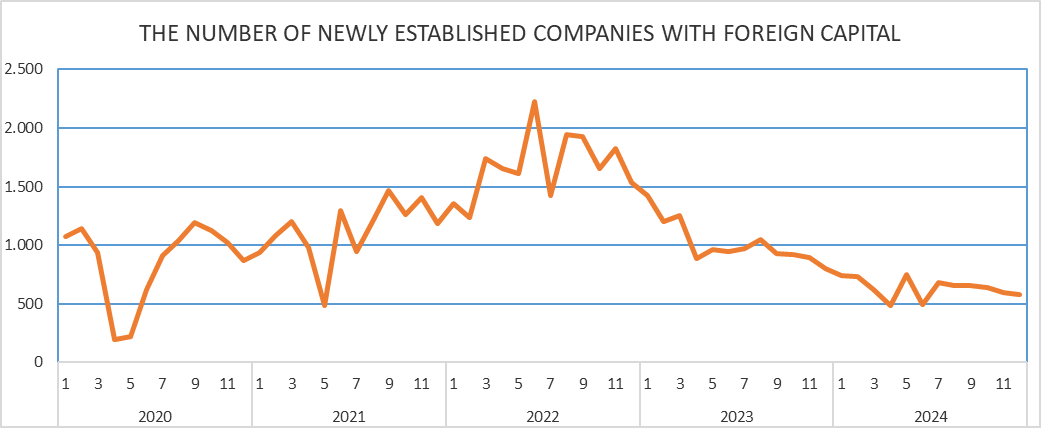 THE NUMBER OF NEWLY ESTABLISHED COMPANIES WITH FOREIGN CAPITAL
2.500
2.000
1.500
1.000
500
0
1 3 5 7 9 11 1 3 5 7 9 11 1 3 5 7 9 11 1 3 5 7 9 11 1 3 5 7 9 11
2020 2021 2022 2023 2024